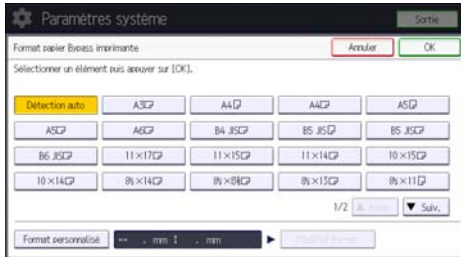 Paramètres système
Sortie
Format papier Bypass imprimante
Annuler
OK
Sélectionner un élément puis appuyer sur [OK].
Détection auto
A3
A4
A4
A5
A5
A6
B4 JIS
B5 JIS
B5 JIS
B6 JIS
11×17
11×15
11×14
10×15
10×14
8½×14
8½×13
8½×11
1/2
▼ Suiv.
Format personnalisé
-- . mm
-- . mm